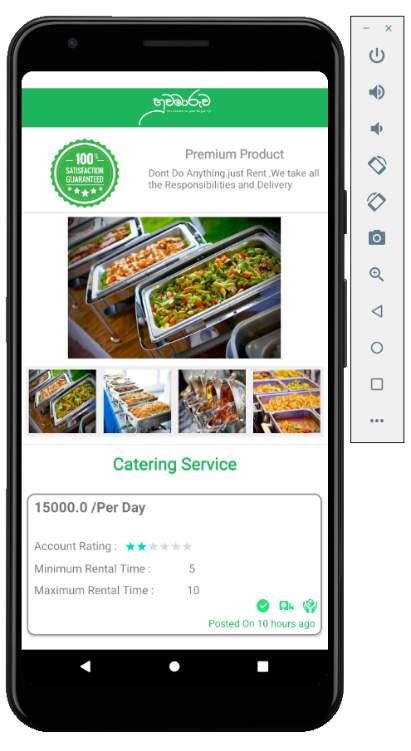 හුවමාරුව
100%
SATISFACTION
GUARANTEED
Premium Product
Dont Do Anything,just Rent ,We take all
the Responsibilities and Delivery
Catering Service
15000.0 /Per Day
Account Rating :
Minimum Rental Time : 5
Maximum Rental Time : 10
Posted On 10 hours ago